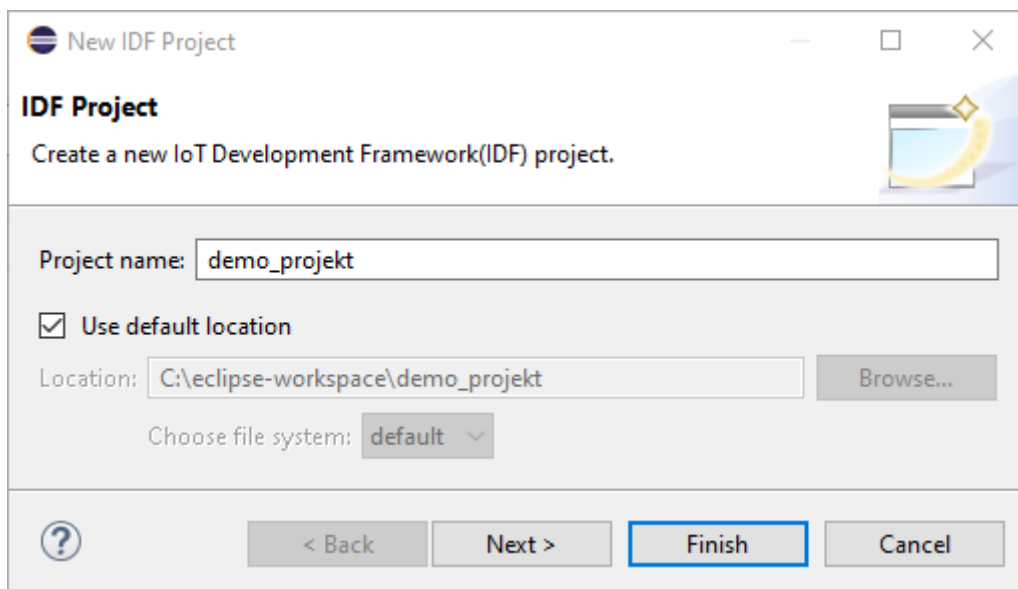 New IDF Project
IDF Project
Create a new IoT Development Framework(IDF) project.
Project name: demo_projekt
Use default location
Location: C:\eclipse-workspace\demo_projekt Browse...
Choose file system: default
? < Back Next > Finish Cancel